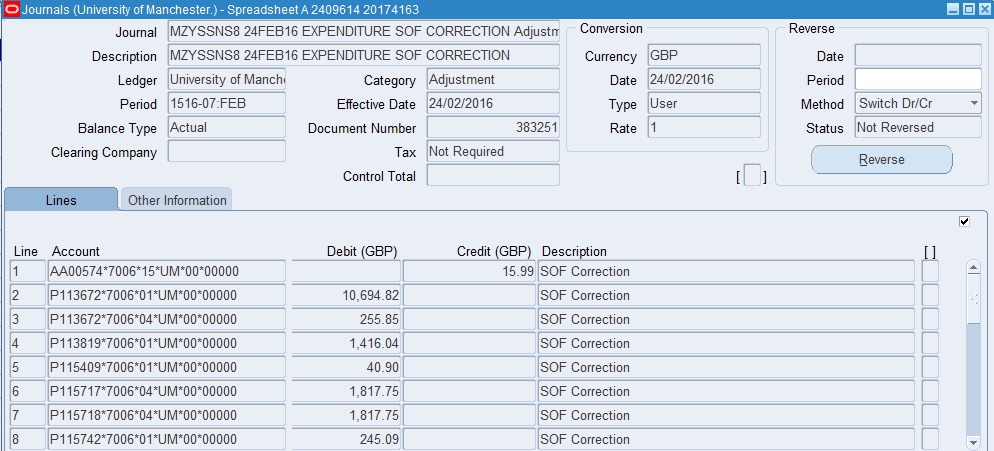 Journals (University of Manchester.) - Spreadsheet A 2409614 20174163
Journal MZYSSNS8 24FEB16 EXPENDITURE SOF CORRECTION Adjustm
Description MZYSSNS8 24FEB16 EXPENDITURE SOF CORRECTION
Ledger University of Manche Category Adjustment
Period 1516-07:FEB Effective Date 24/02/2016
Balance Type Actual Document Number 383251
Clearing Company Tax Not Required
Control Total
Conversion
Currency GBP
Date 24/02/2016
Type User
Rate 1
Reverse
Date
Period
Method Switch Dr/Cr
Status Not Reversed
Reverse
[ ]
Lines Other Information
Line Account Debit (GBP) Credit (GBP) Description [ ]
1 AA00574*7006*15*UM*00*00000 15.99 SOF Correction
2 P113672*7006*01*UM*00*00000 10,694.82 SOF Correction
3 P113672*7006*04*UM*00*00000 255.85 SOF Correction
4 P113819*7006*01*UM*00*00000 1,416.04 SOF Correction
5 P115409*7006*01*UM*00*00000 40.90 SOF Correction
6 P115717*7006*04*UM*00*00000 1,817.75 SOF Correction
7 P115718*7006*04*UM*00*00000 1,817.75 SOF Correction
8 P115742*7006*01*UM*00*00000 245.09 SOF Correction